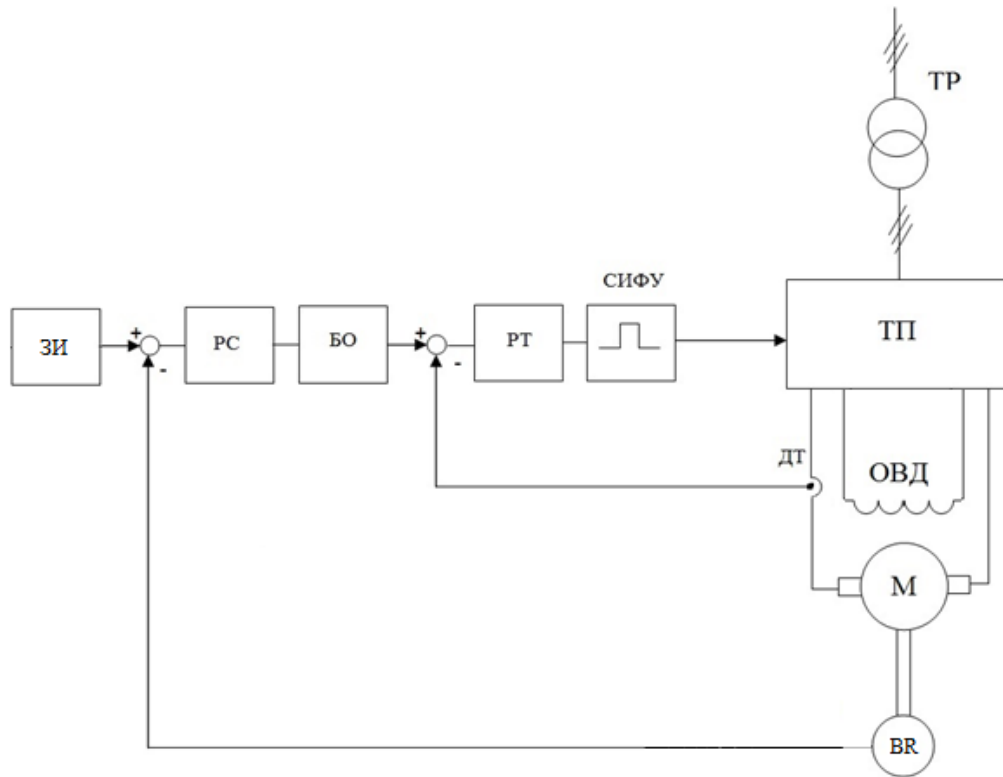 ТР
СИФУ
ТП
ЗИ
+
-
РС
БО
+
-
РТ
ДТ
ОВД
М
BR